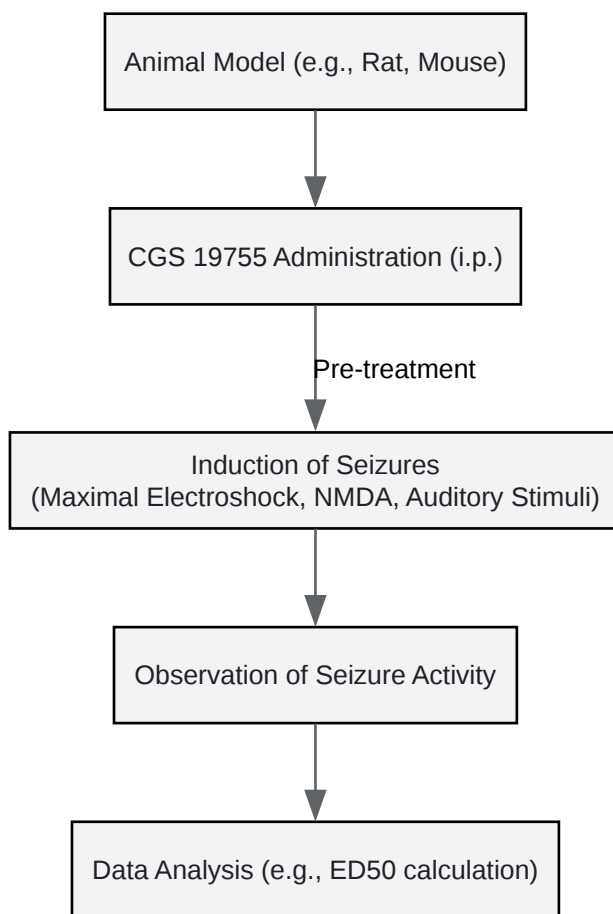 Animal Model (e.g., Rat, Mouse)
CGS 19755 Administration (i.p.)
Pre-treatment
Induction of Seizures
(Maximal Electroshock, NMDA, Auditory Stimuli)
Observation of Seizure Activity
Data Analysis (e.g., ED50 calculation)